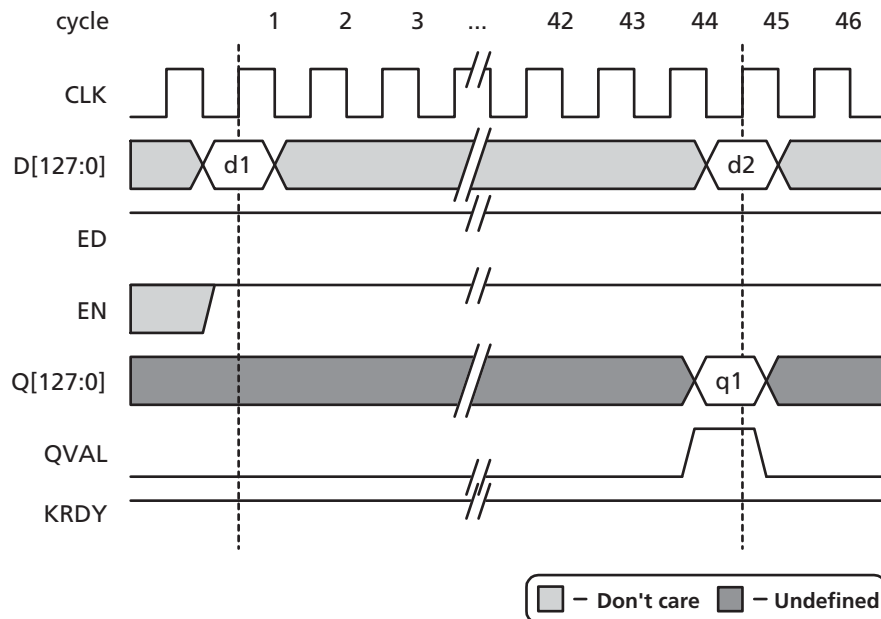 cycle 1 2 3 ... 42 43 44 45 46
CLK
D[127:0] d1 d2
ED
EN
Q[127:0] q1
QVAL
KRDY
– Don't care – Undefined